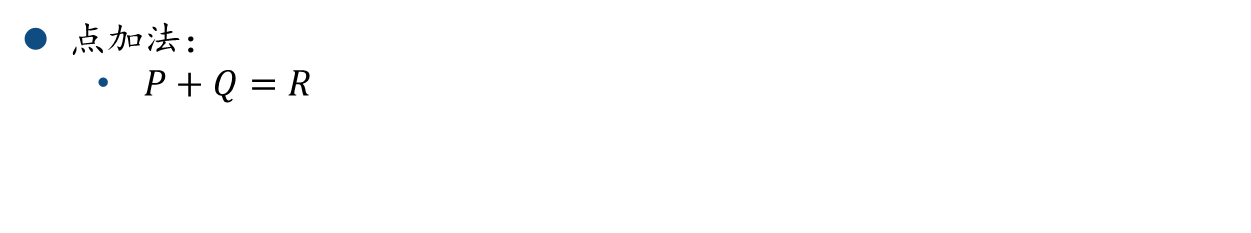 点加法：
P + Q = R